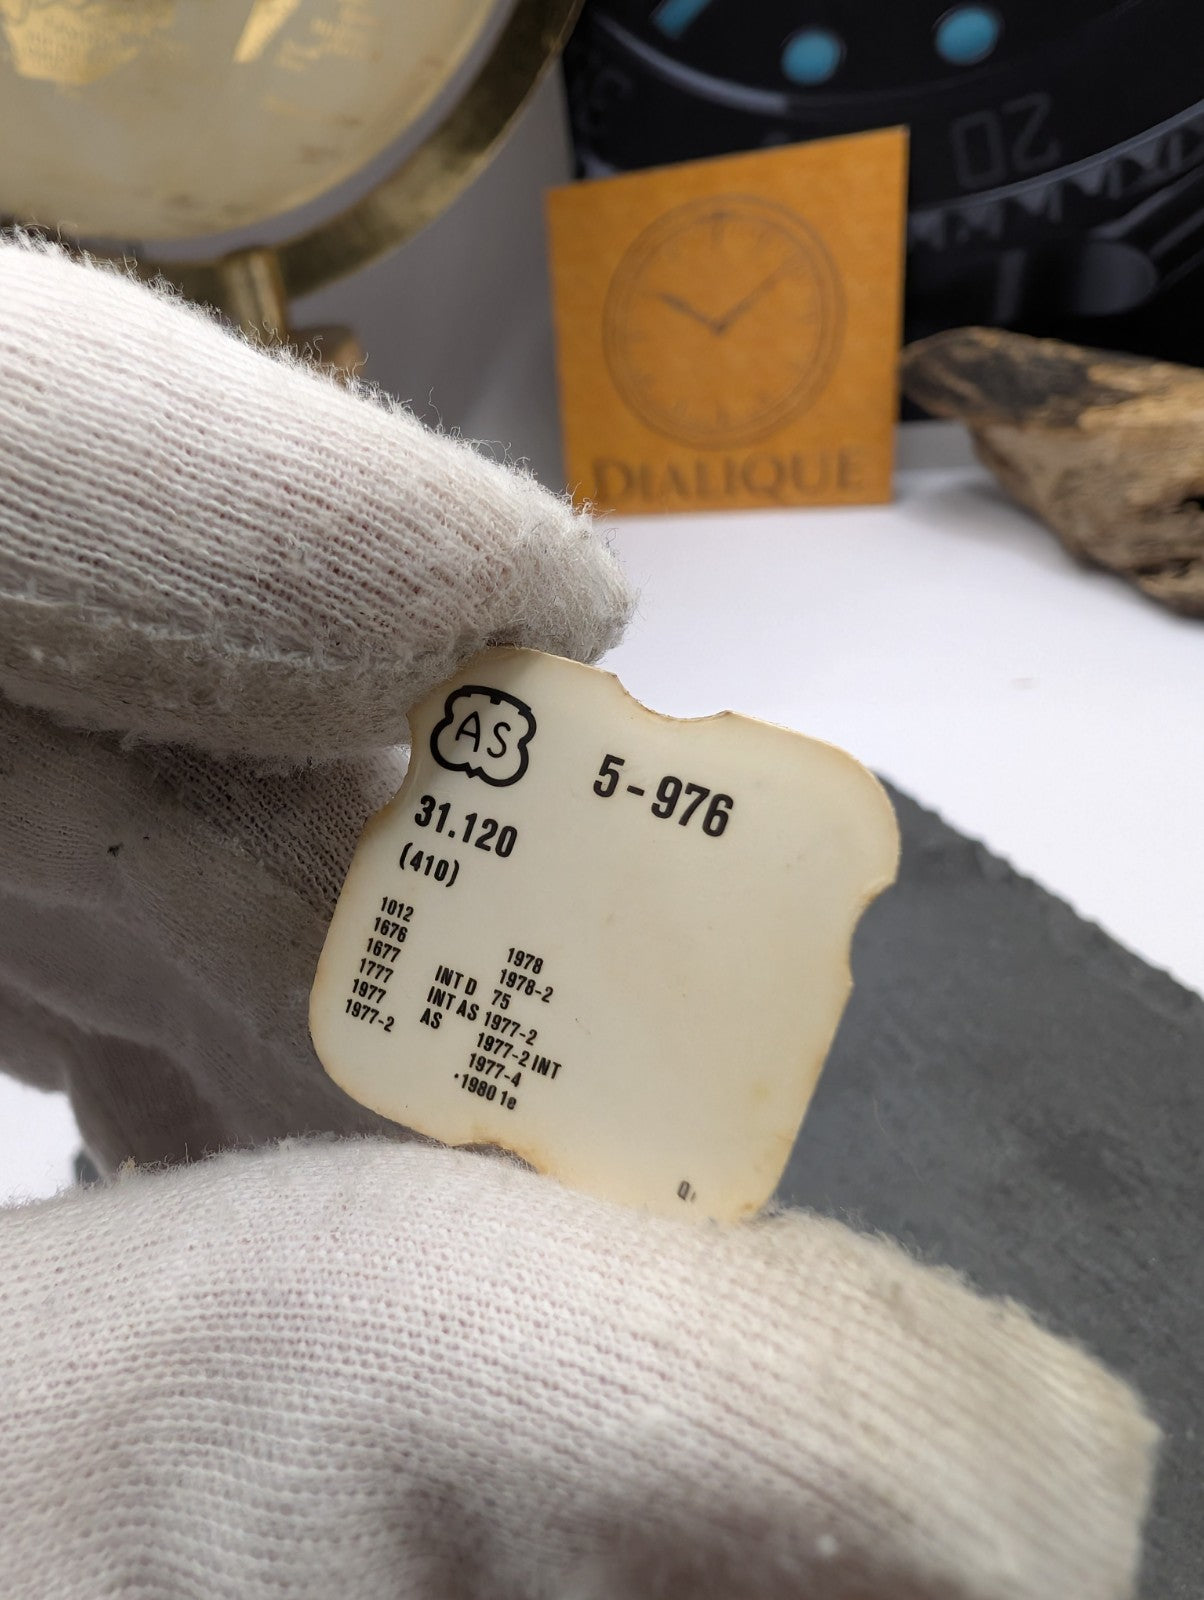 20
DIALIQUE
AS
5-976
31.120
(410)
1012
1676
1677
1777
1977
1977-2
1978
1978-2
INT D 75
INT AS 1977-2
AS 1977-2 INT
1977-4
.1980 1e